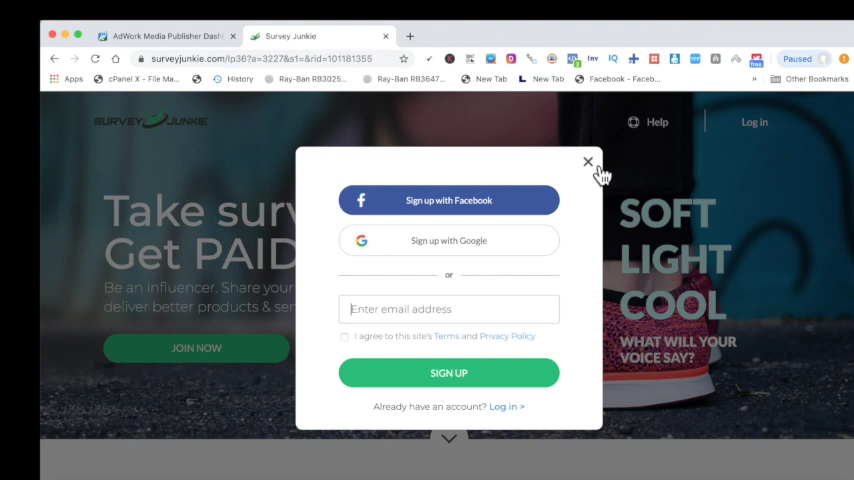 AdWork Media Publisher Dash
Survey Junkie
surveyjunkie.com/lp36?a=3227&s1=&rid=101181355
Inv
IQ
free
Paused
Apps
cPanel X - File Ma...
History
Ray-Ban RB3025...
Ray-Ban RB3647...
New Tab
L New Tab
Facebook - Faceb...
»
Other Bookmarks
SURVEY JUNKIE
Help
Log in
Take surv
Get PAID
Be an influencer. Share your
deliver better products & ser
JOIN NOW
Sign up with Facebook
Sign up with Google
or
Enter email address
I agree to this site's Terms and Privacy Policy
SIGN UP
Already have an account? Log in >
SOFT
LIGHT
COOL
WHAT WILL YOUR
VOICE SAY?